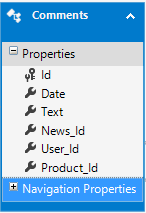 Comments
Properties
Id
Date
Text
News_Id
User_Id
Product_Id
Navigation Properties